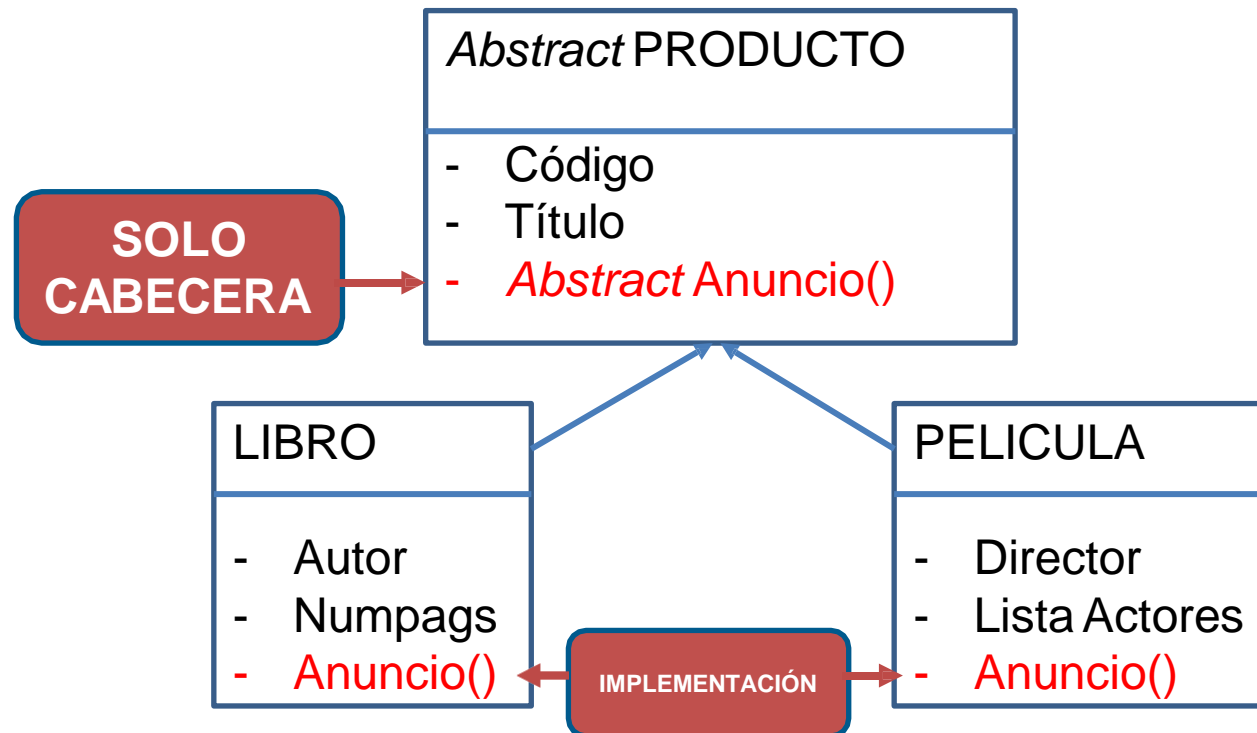 Abstract PRODUCTO
- Código
- Título
- Abstract Anuncio()
SOLO
CABECERA
LIBRO
- Autor
- Numpags
- Anuncio()
IMPLEMENTACIÓN
PELICULA
- Director
- Lista Actores
- Anuncio()